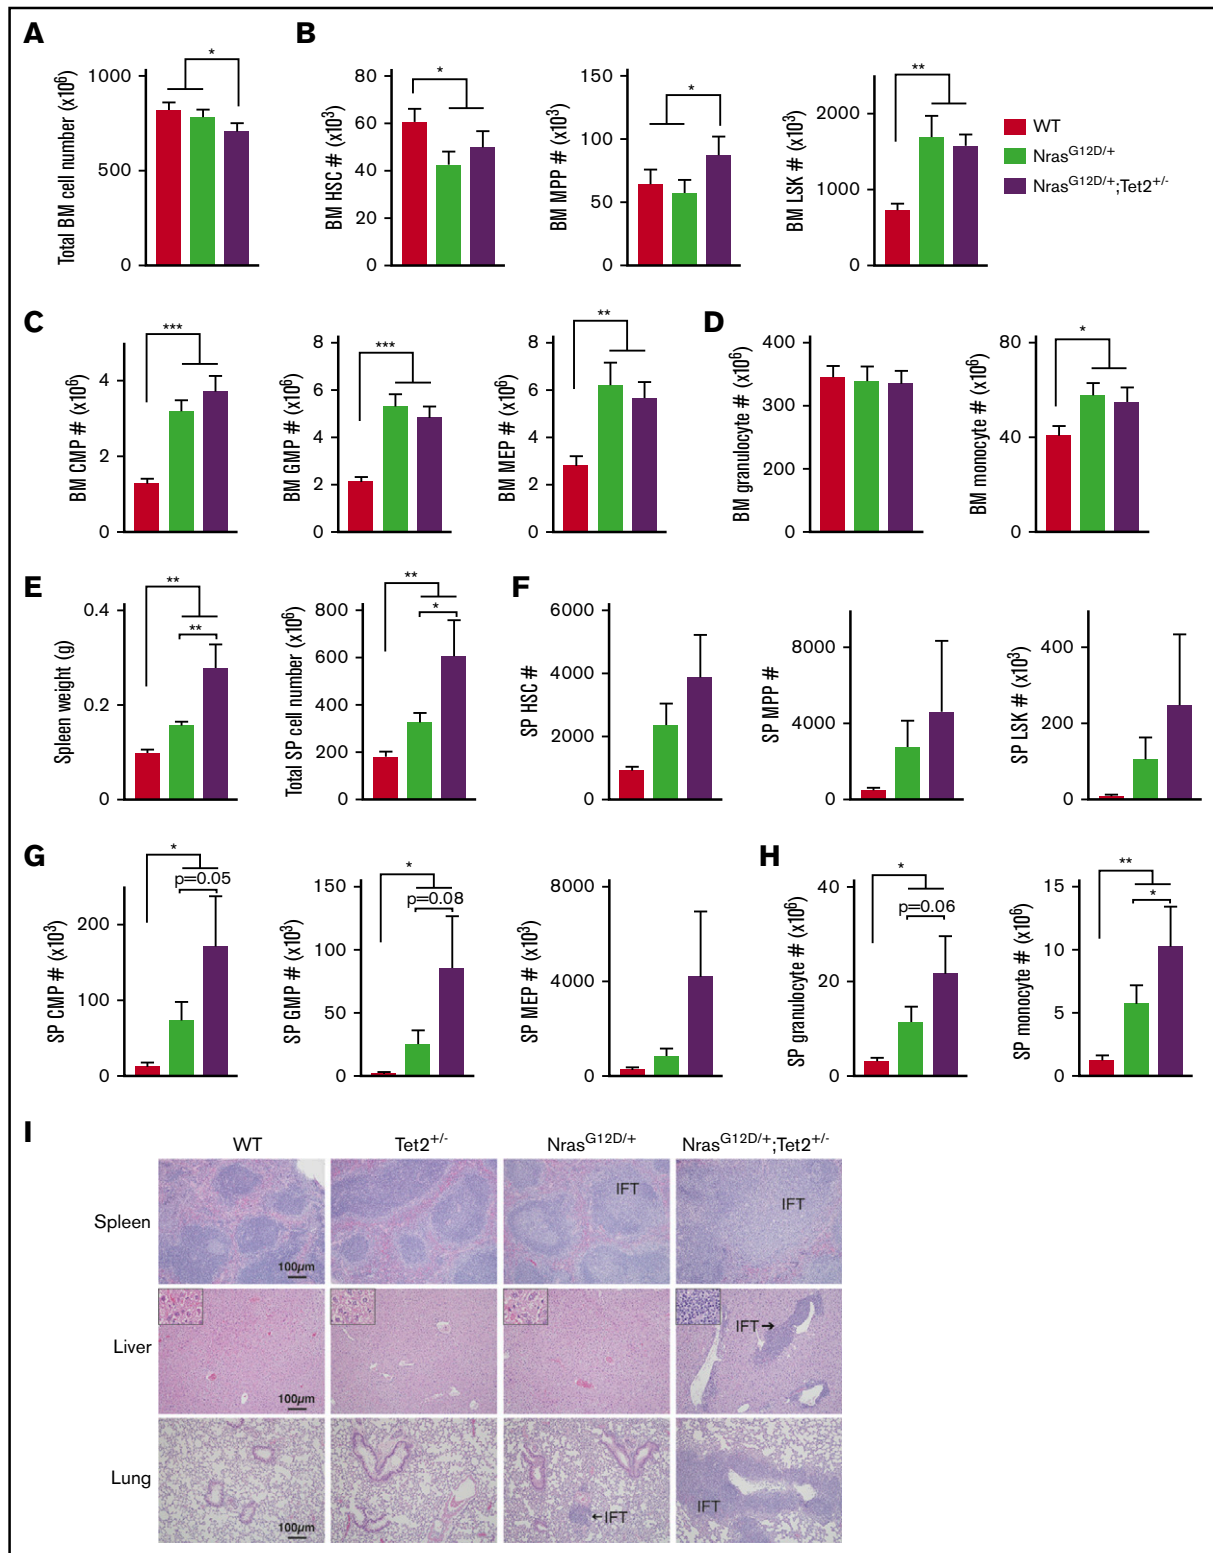 A
Total BM cell number (x10⁶)
1000
500
0
*
B
BM HSC # (x10³)
80
60
40
20
0
*
BM MPP # (x10³)
150
100
50
0
*
BM LSK # (x10³)
2000
1000
0
**
WT
Nras^G12D/+
Nras^G12D/+;Tet2^+/-
C
BM CMP # (x10⁶)
4
2
0
***
BM GMP # (x10⁶)
8
6
4
2
0
***
BM MEP # (x10⁶)
8
6
4
2
0
**
D
BM granulocyte # (x10⁶)
400
300
200
0
BM monocyte # (x10⁶)
80
40
0
*
E
Spleen weight (g)
0.4
0.2
0
**
**
Total SP cell number (x10⁶)
800
600
400
200
0
**
*
F
SP HSC #
6000
4000
2000
0
SP MPP #
8000
4000
0
SP LSK # (x10³)
400
200
0
G
SP CMP # (x10³)
200
100
0
*
p=0.05
SP GMP # (x10³)
150
100
50
0
*
p=0.08
SP MEP # (x10³)
8000
4000
0
H
SP granulocyte # (x10⁶)
40
20
0
*
p=0.06
SP monocyte # (x10⁶)
15
10
5
0
**
*
I
WT
Tet2^+/-
Nras^G12D/+
Nras^G12D/+;Tet2^+/-
Spleen
100µm
IFT
IFT
Liver
100µm
IFT→
Lung
100µm
←IFT
IFT